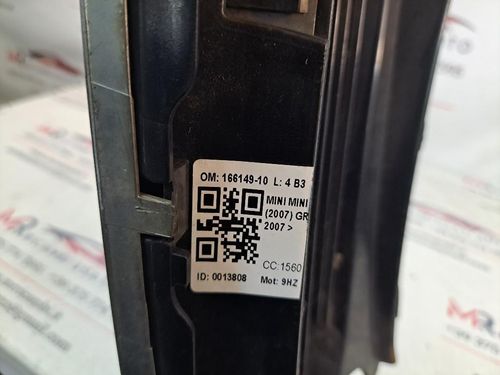 OM: 166149-10 L: 4 B3
MINI MINI
(2007) GR
2007 >
CC:1560
ID: 0013808 Mot: 9HZ